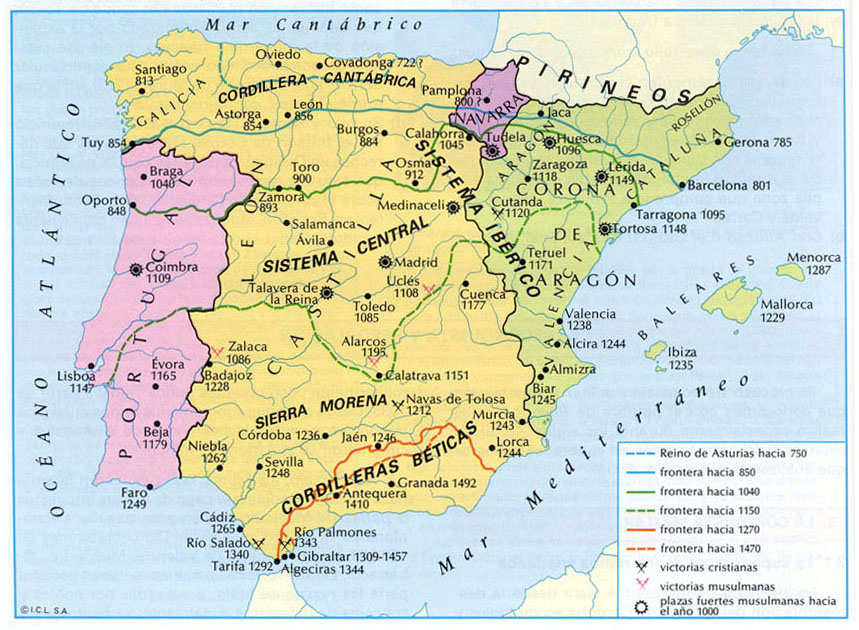 Mar Cantábrico
OCÉANO ATLÁNTICO
Santiago
813
GALICIA
Oviedo
Covadonga 722?
CORDILLERA CANTÁBRICA
PIRINEOS
Pamplona
800 ?
NAVARRA
Astorga
854
León
856
Burgos
884
Calahorra
1045
Tudela
Jaca
Huesca
1096
ROSELLÓN
Gerona 785
Tuy 854
Braga
1040
Oporto
848
Toro
900
Zamora
893
Osma
912
Medinaceli
SISTEMA IBÉRICO
ARAGÓN
Zaragoza
1118
Lérida
1149
CATALUÑA
Barcelona 801
CORONA
DE
ARAGÓN
Tarragona 1095
Tortosa 1148
Cutanda
1120
LEÓN
CASTILLA
Salamanca
Ávila
SISTEMA CENTRAL
Madrid
Coimbra
1109
PORTUGAL
Talavera de
la Reina
Toledo
1085
Uclés
1108
Cuenca
1177
Teruel
1171
VALENCIA
Valencia
1238
Alcira 1244
Almizra
Biar
1245
BALEARES
Menorca
1287
Mallorca
1229
Ibiza
1235
Zalaca
1086
Badajoz
1228
Alarcos
1195
Calatrava 1151
Lisboa
1147
Évora
1165
Beja
1179
Faro
1249
SIERRA MORENA
Navas de Tolosa
1212
Córdoba 1236
Jaén 1246
Murcia
1243
Lorca
1244
Niebla
1262
Sevilla
1248
CORDILLERAS BÉTICAS
Granada 1492
Antequera
1410
Cádiz
1265
Río Salado
1340
Río Palmones
1343
Tarifa 1292
Gibraltar 1309-1457
Algeciras 1344
Mar Mediterráneo
Reino de Asturias hacia 750
frontera hacia 850
frontera hacia 1040
frontera hacia 1150
frontera hacia 1270
frontera hacia 1470
victorias cristianas
victorias musulmanas
plazas fuertes musulmanas hacia
el año 1000
© I.C.L. S.A.